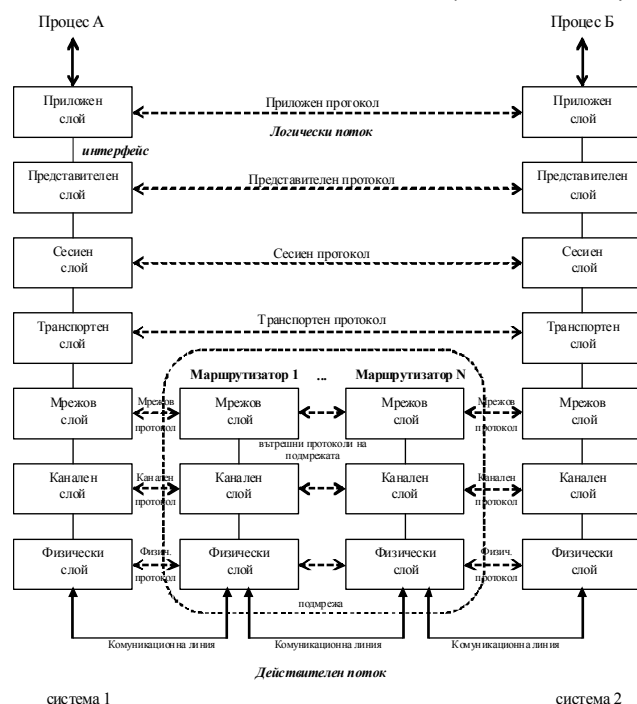 Процес А
Процес Б
Приложен
слой
Приложен протокол
Приложен
слой
Логически поток
интерфейс
Представителен
слой
Представителен протокол
Представителен
слой
Сесиен
слой
Сесиен протокол
Сесиен
слой
Транспортен
слой
Транспортен протокол
Транспортен
слой
Маршрутизатор 1 ... Маршрутизатор N
Мрежов
слой
Мрежов
протокол
Мрежов
слой
Мрежов
слой
Мрежов
протокол
Мрежов
слой
вътрешни протоколи на
подмрежата
Канален
слой
Канален
протокол
Канален
слой
Канален
слой
Канален
протокол
Канален
слой
Физически
слой
Физич.
протокол
Физически
слой
Физически
слой
Физич.
протокол
Физически
слой
подмрежа
Комуникационна линия
Комуникационна линия
Комуникационна линия
Действителен поток
система 1
система 2